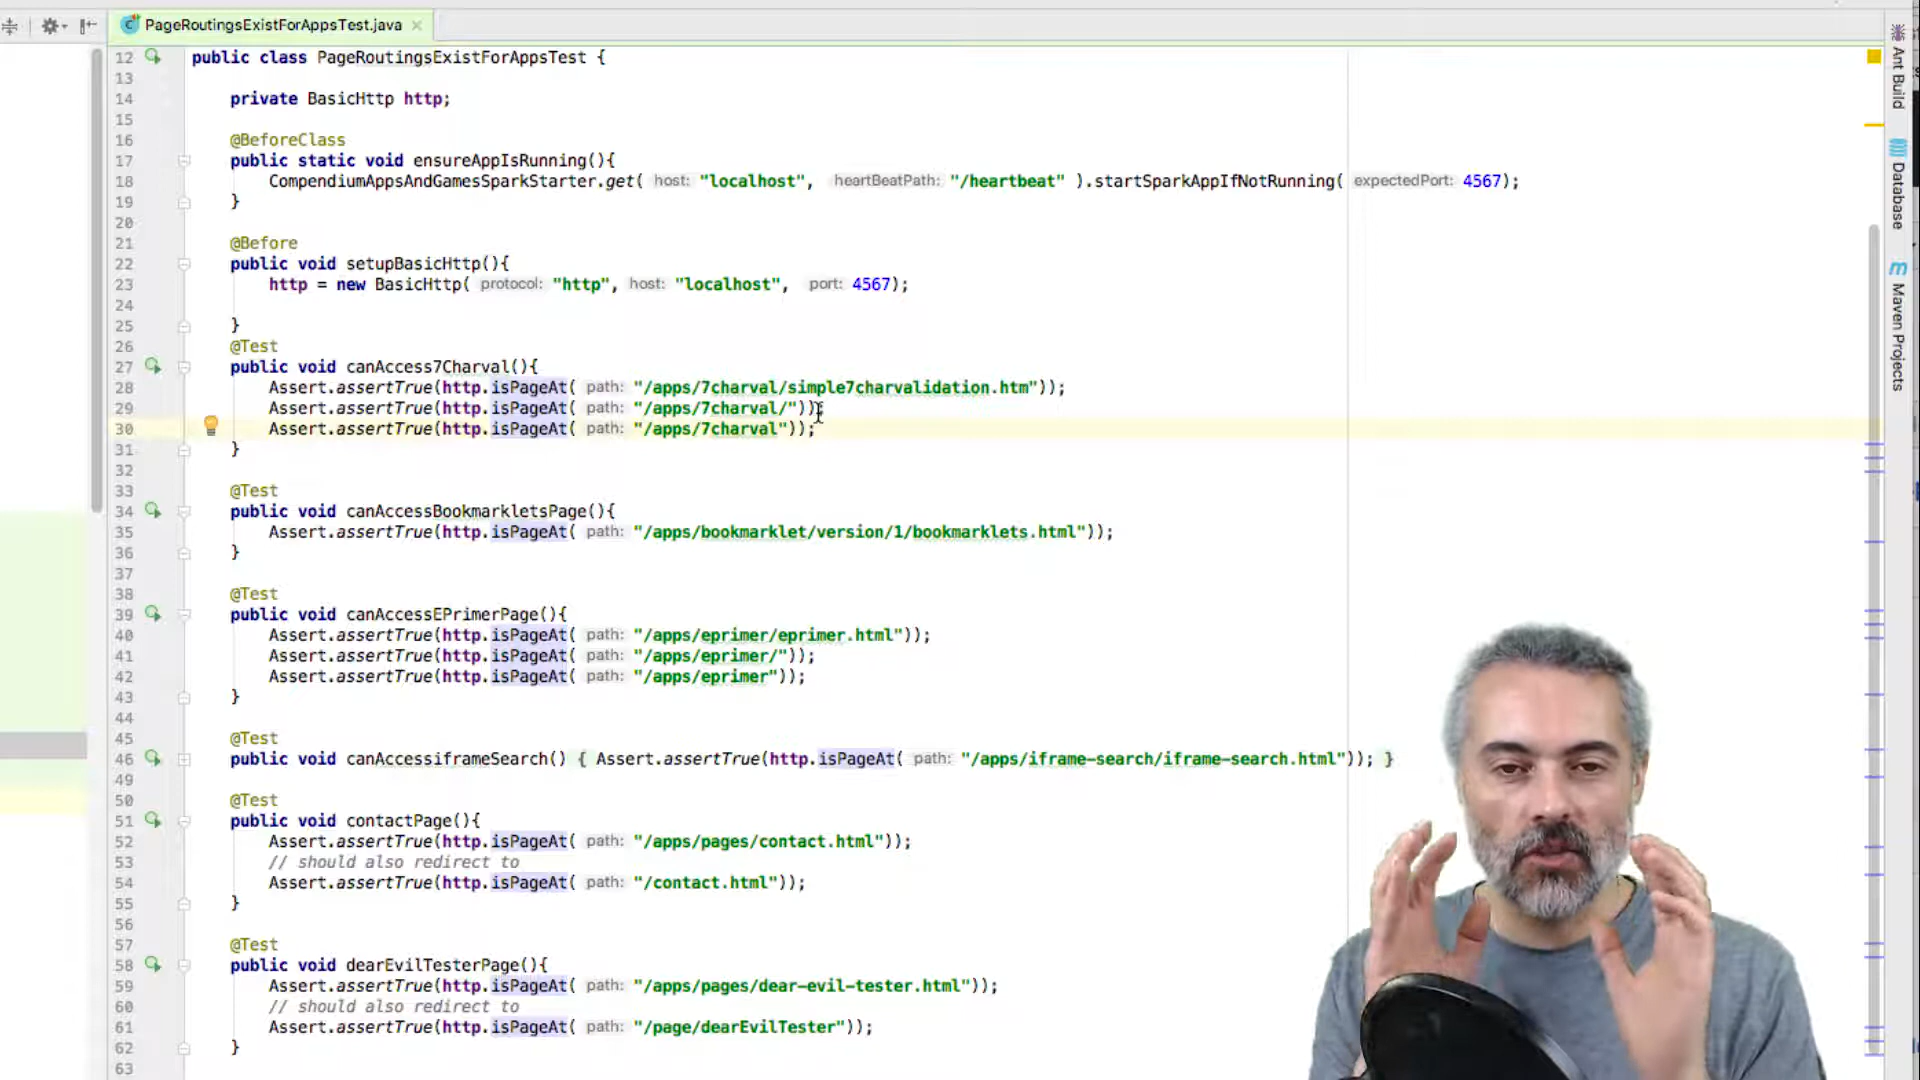 PageRoutingsExistForAppsTest.java
12 public class PageRoutingsExistForAppsTest {
13
14 private BasicHttp http;
15
16 @BeforeClass
17 public static void ensureAppIsRunning(){
18 CompendiumAppsAndGamesSparkStarter.get( host: "localhost", heartBeatPath: "/heartbeat" ).startSparkAppIfNotRunning( expectedPort: 4567);
19 }
20
21 @Before
22 public void setupBasicHttp(){
23 http = new BasicHttp( protocol: "http", host: "localhost", port: 4567);
24
25 }
26 @Test
27 public void canAccess7Charval(){
28 Assert.assertTrue(http.isPageAt( path: "/apps/7charval/simple7charvalidation.htm"));
29 Assert.assertTrue(http.isPageAt( path: "/apps/7charval/"));
30 Assert.assertTrue(http.isPageAt( path: "/apps/7charval"));
31 }
32
33 @Test
34 public void canAccessBookmarkletsPage(){
35 Assert.assertTrue(http.isPageAt( path: "/apps/bookmarklet/version/1/bookmarklets.html"));
36 }
37
38 @Test
39 public void canAccessEPrimerPage(){
40 Assert.assertTrue(http.isPageAt( path: "/apps/eprimer/eprimer.html"));
41 Assert.assertTrue(http.isPageAt( path: "/apps/eprimer/"));
42 Assert.assertTrue(http.isPageAt( path: "/apps/eprimer"));
43 }
44
45 @Test
46 public void canAccessiframeSearch() { Assert.assertTrue(http.isPageAt( path: "/apps/iframe-search/iframe-search.html")); }
49
50 @Test
51 public void contactPage(){
52 Assert.assertTrue(http.isPageAt( path: "/apps/pages/contact.html"));
53 // should also redirect to
54 Assert.assertTrue(http.isPageAt( path: "/contact.html"));
55 }
56
57 @Test
58 public void dearEvilTesterPage(){
59 Assert.assertTrue(http.isPageAt( path: "/apps/pages/dear-evil-tester.html"));
60 // should also redirect to
61 Assert.assertTrue(http.isPageAt( path: "/page/dearEvilTester"));
62 }
63
Ant Build
Database
Maven Projects